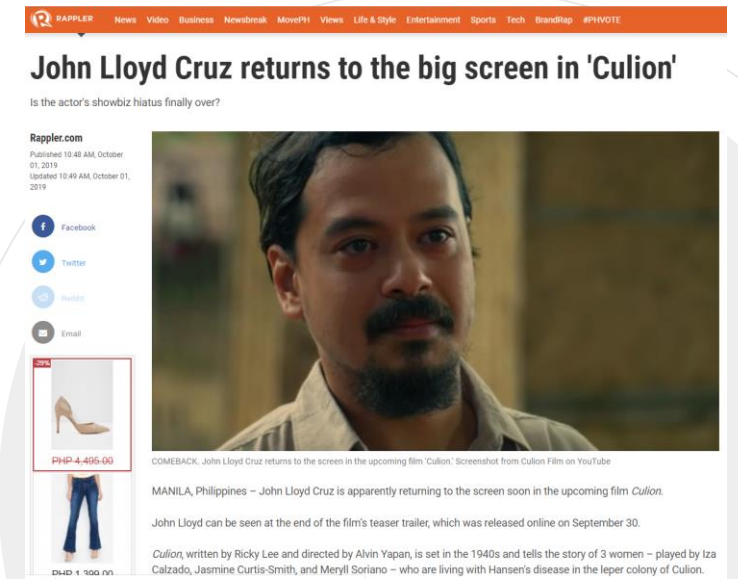 RAPPLER News Video Business Newsbreak MovePH Views Life & Style Entertainment Sports Tech BrandRap #PHVOTE
John Lloyd Cruz returns to the big screen in 'Culion'
Is the actor's showbiz hiatus finally over?
Rappler.com
Published 10:48 AM, October
01, 2019
Updated 10:49 AM, October 01,
2019
Facebook
Twitter
Reddit
Email
-29%
PHP 4,495.00
PHP 1,399.00
COMEBACK. John Lloyd Cruz returns to the screen in the upcoming film 'Culion.' Screenshot from Culion Film on YouTube
MANILA, Philippines – John Lloyd Cruz is apparently returning to the screen soon in the upcoming film Culion.
John Lloyd can be seen at the end of the film's teaser trailer, which was released online on September 30.
Culion, written by Ricky Lee and directed by Alvin Yapan, is set in the 1940s and tells the story of 3 women – played by Iza
Calzado, Jasmine Curtis-Smith, and Meryll Soriano – who are living with Hansen's disease in the leper colony of Culion.